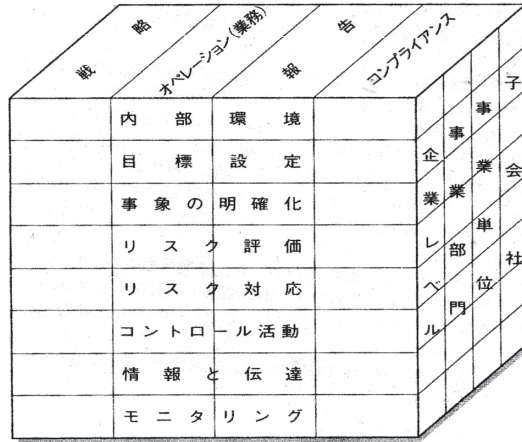 戦略
オペレーション(業務)
報告
コンプライアンス
内部環境
目標設定
事象の明確化
リスク評価
リスク対応
コントロール活動
情報と伝達
モニタリング
企業レベル
事業部門
事業単位
子会社